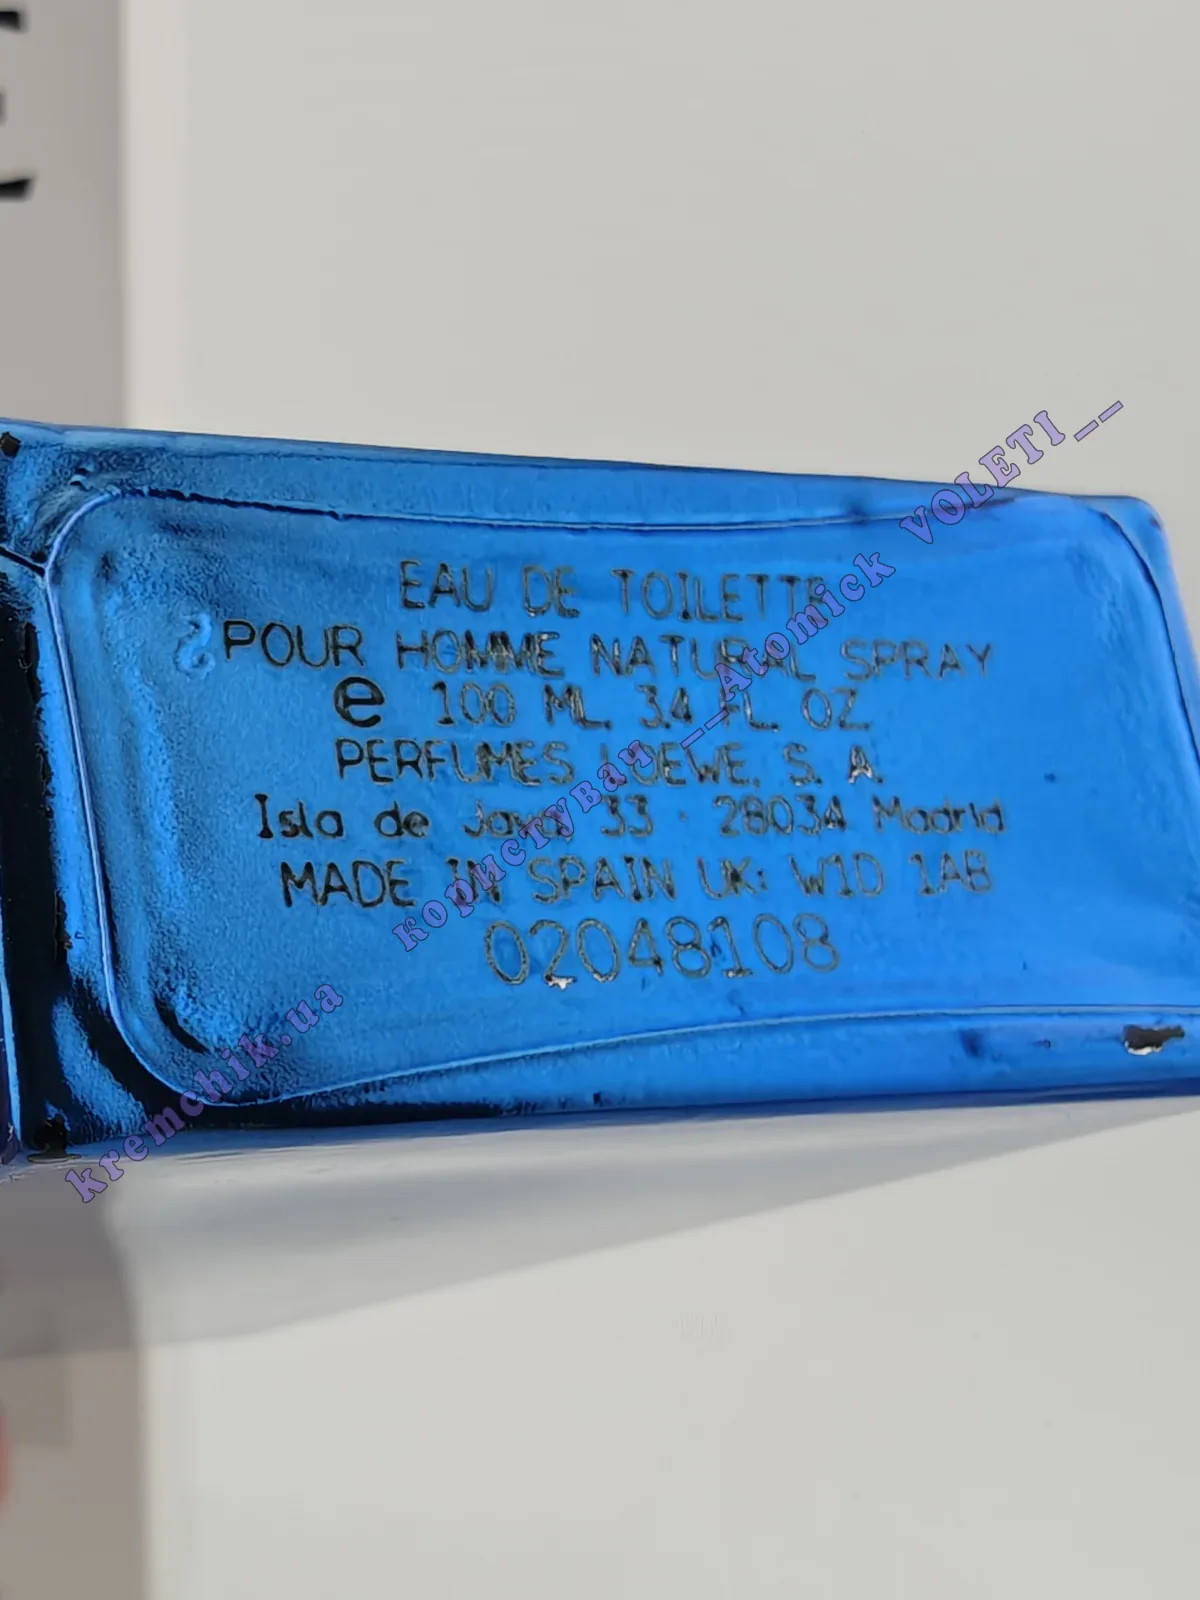 EAU DE TOILETTE
POUR HOMME NATURAL SPRAY
e 100 ML. 3.4 FL. OZ.
PERFUMES LOEWE, S. A.
Isla de Java, 33 · 28034 Madrid
MADE IN SPAIN UK: W1D 1AB
02048108
kremchik.ua користувач __Atomick VOLETI__